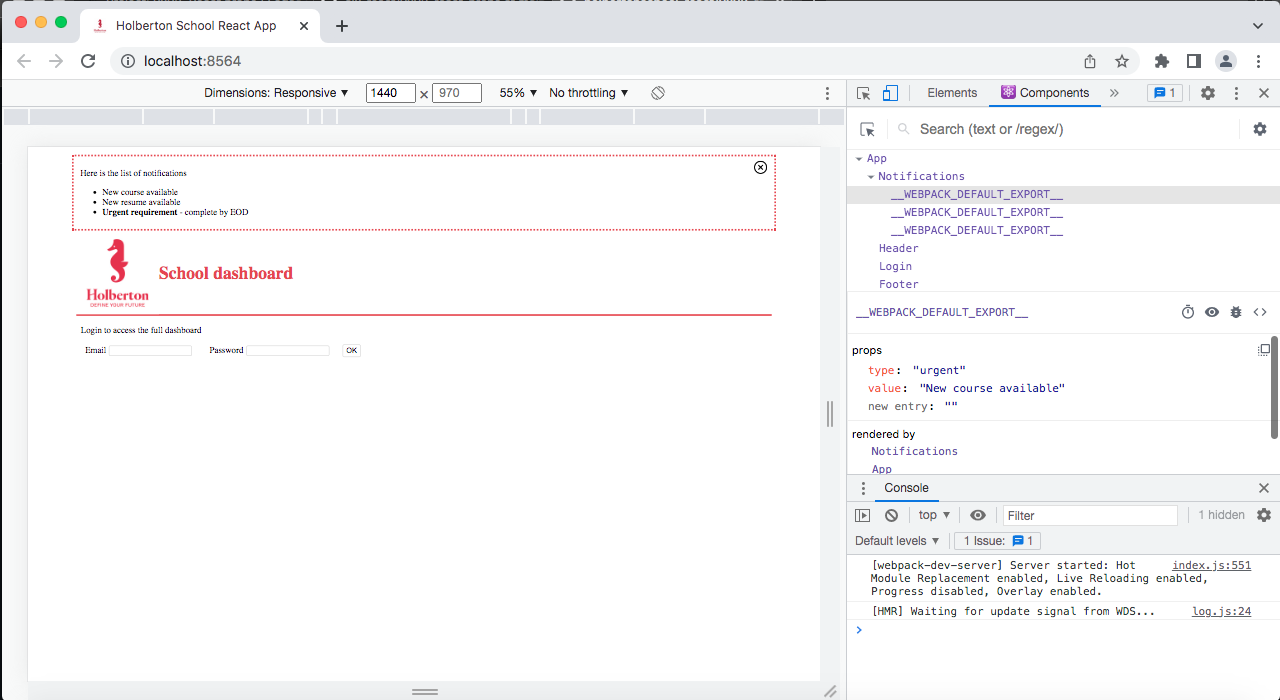 Holberton School React App
localhost:8564
Dimensions: Responsive ▼ 1440 × 970 55% ▼ No throttling ▼
Elements Components » 1
Search (text or /regex/)
Here is the list of notifications
New course available
New resume available
Urgent requirement - complete by EOD
School dashboard
Holberton
DEFINE YOUR FUTURE
Login to access the full dashboard
Email Password OK
App
Notifications
__WEBPACK_DEFAULT_EXPORT__
__WEBPACK_DEFAULT_EXPORT__
__WEBPACK_DEFAULT_EXPORT__
Header
Login
Footer
__WEBPACK_DEFAULT_EXPORT__
props
type: "urgent"
value: "New course available"
new entry: ""
rendered by
Notifications
App
Console
top ▼ Filter 1 hidden
Default levels ▼ 1 Issue: 1
[webpack-dev-server] Server started: Hot index.js:551
Module Replacement enabled, Live Reloading enabled,
Progress disabled, Overlay enabled.
[HMR] Waiting for update signal from WDS... log.js:24